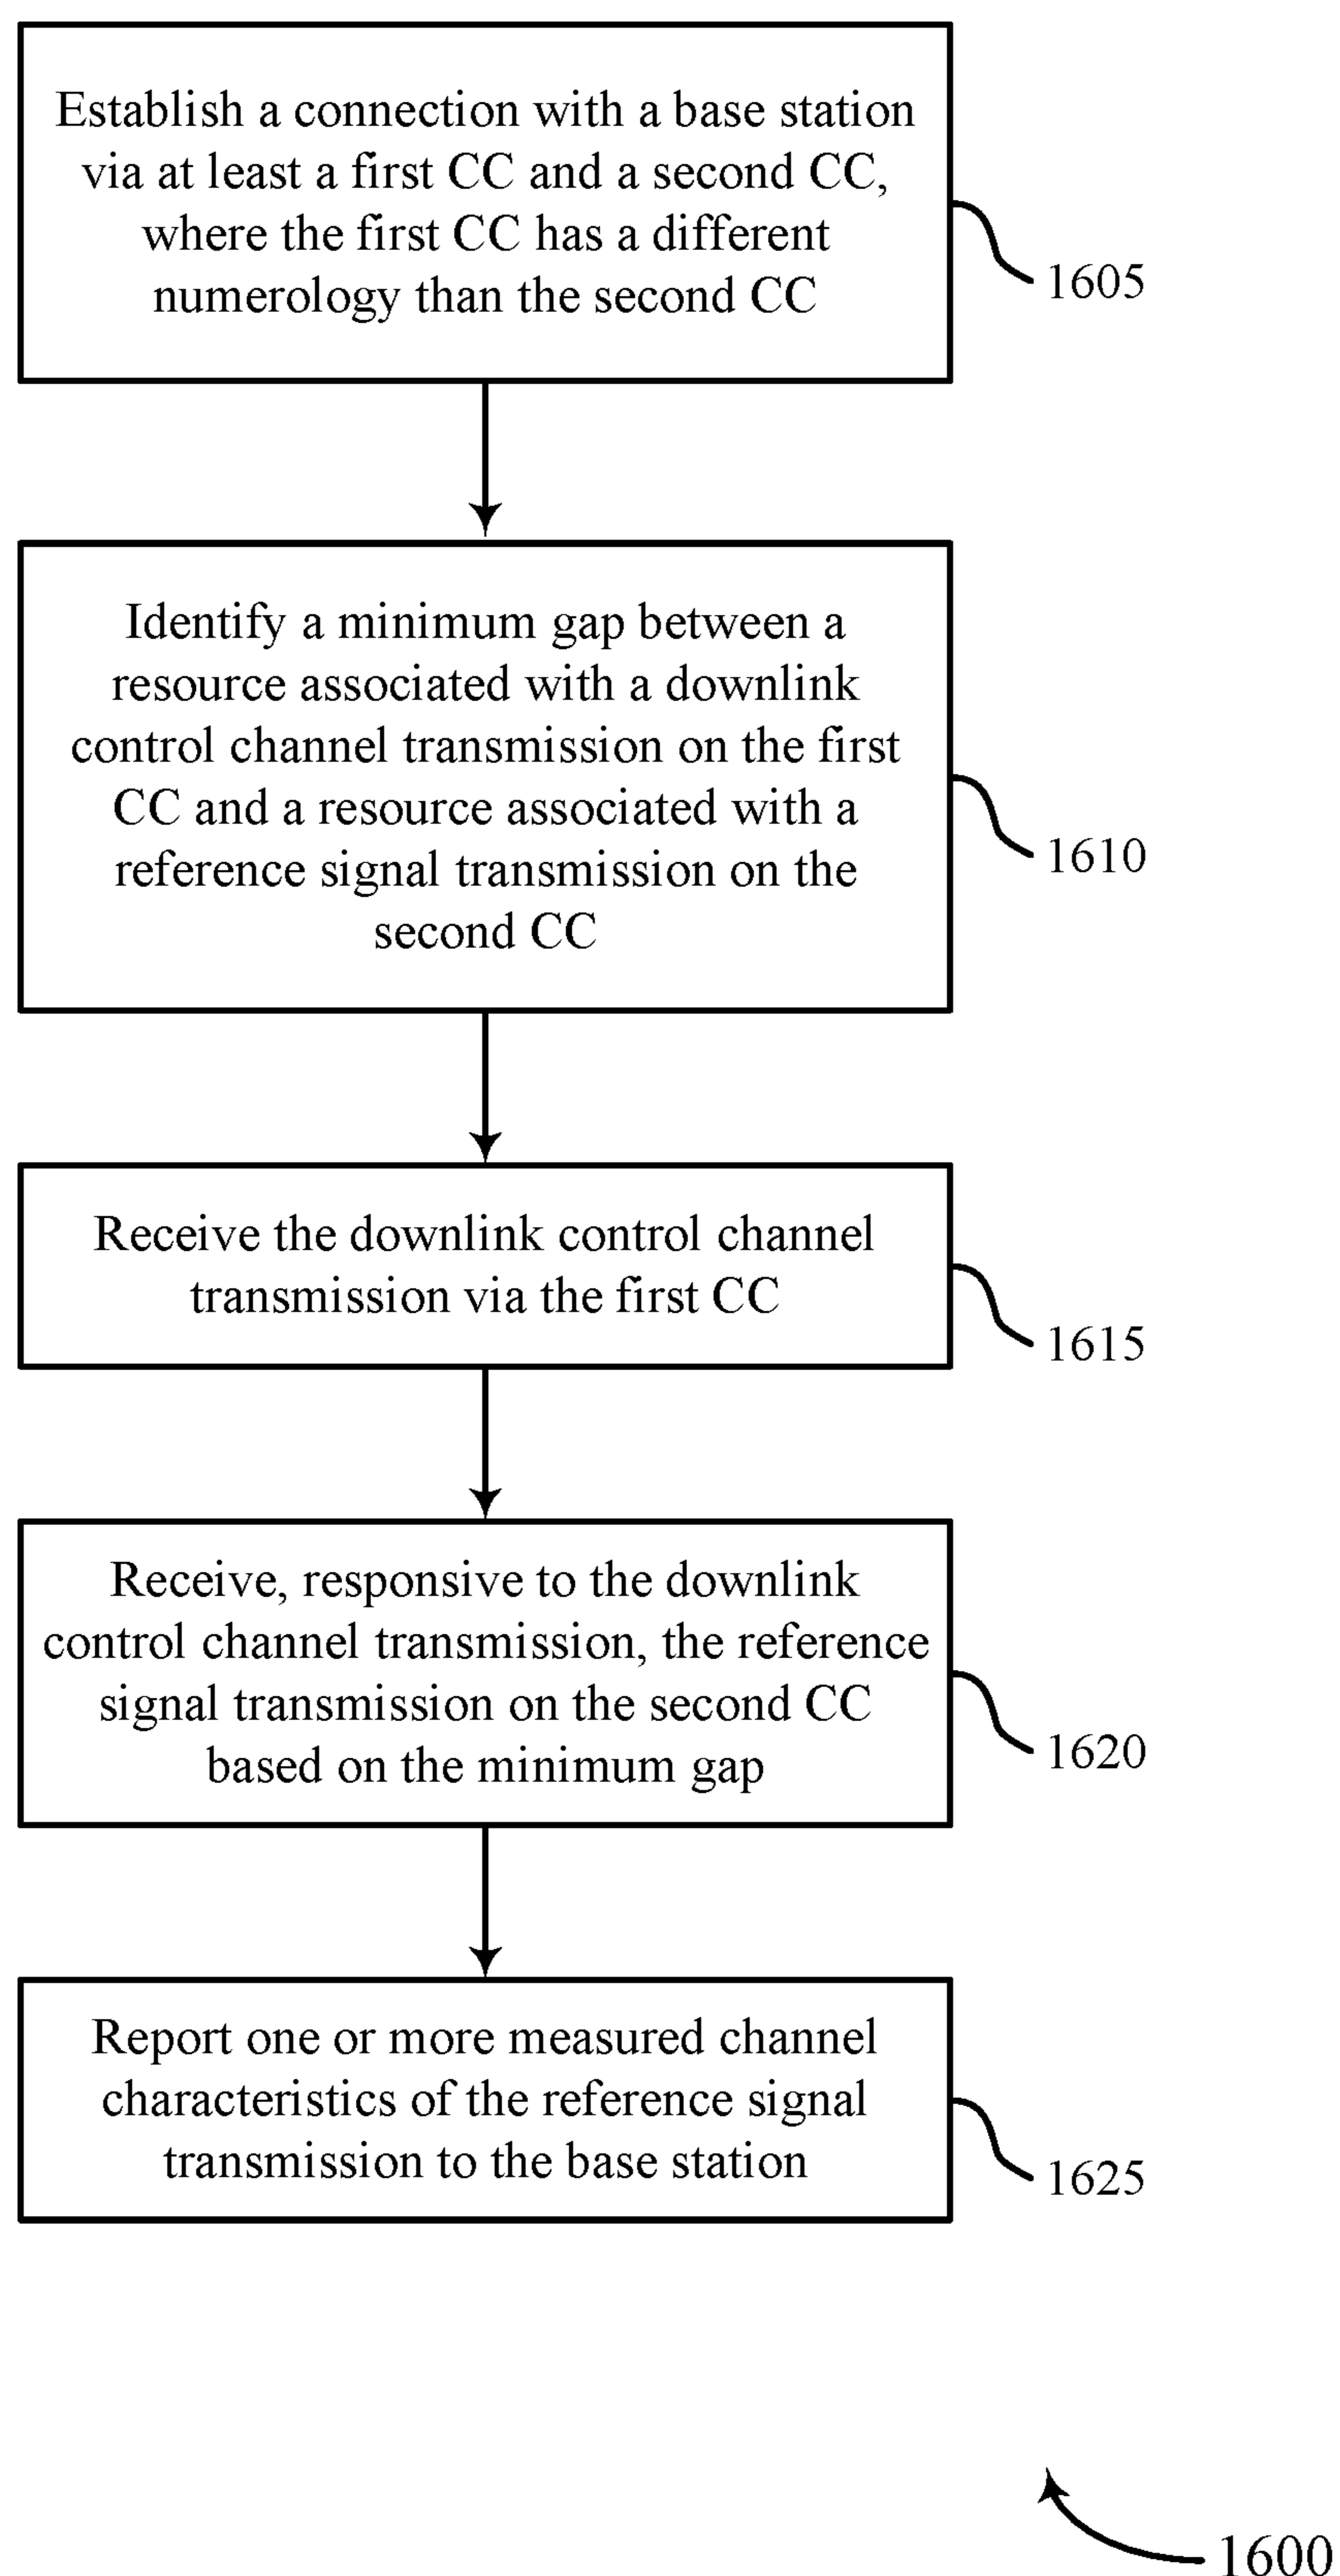 Establish a connection with a base station
via at least a first CC and a second CC,
where the first CC has a different
numerology than the second CC
1605
Identify a minimum gap between a
resource associated with a downlink
control channel transmission on the first
CC and a resource associated with a
reference signal transmission on the
second CC
1610
Receive the downlink control channel
transmission via the first CC
1615
Receive, responsive to the downlink
control channel transmission, the reference
signal transmission on the second CC
based on the minimum gap
1620
Report one or more measured channel
characteristics of the reference signal
transmission to the base station
1625
1600